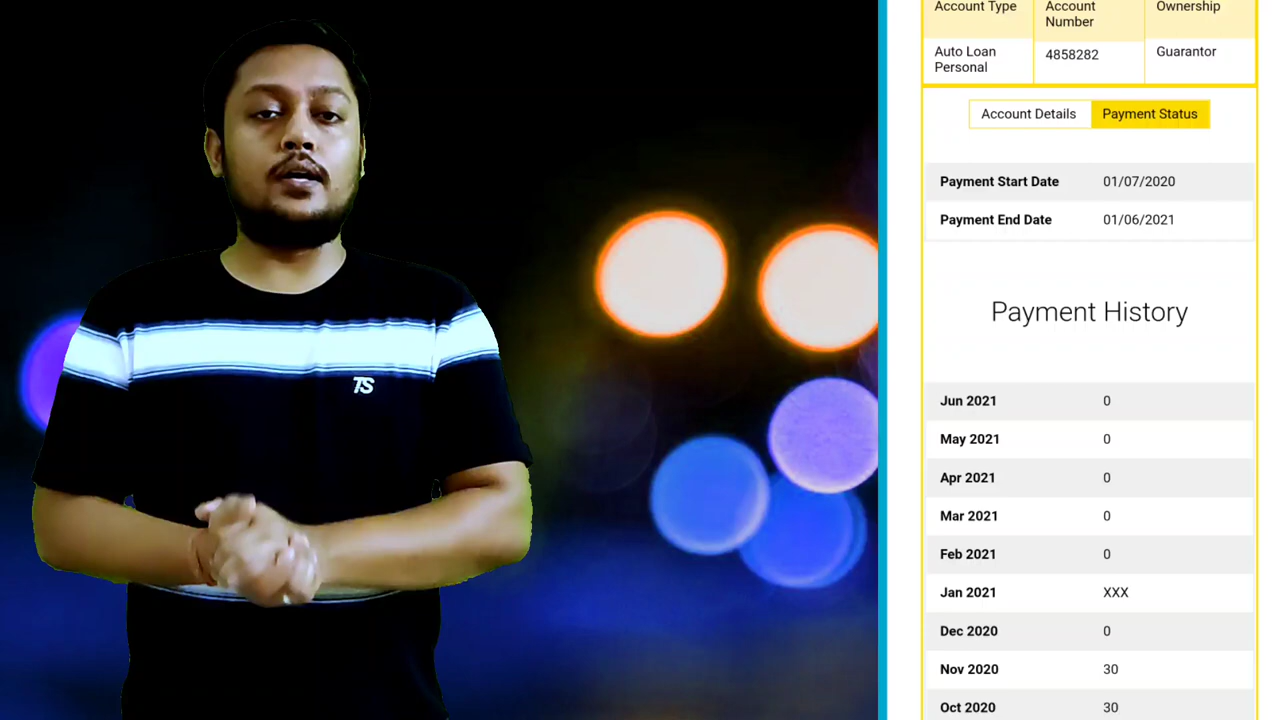 Account Type Account Number Ownership
Auto Loan Personal 4858282 Guarantor
Account Details Payment Status
Payment Start Date 01/07/2020
Payment End Date 01/06/2021
Payment History
Jun 2021 0
May 2021 0
Apr 2021 0
Mar 2021 0
Feb 2021 0
Jan 2021 XXX
Dec 2020 0
Nov 2020 30
Oct 2020 30
TS